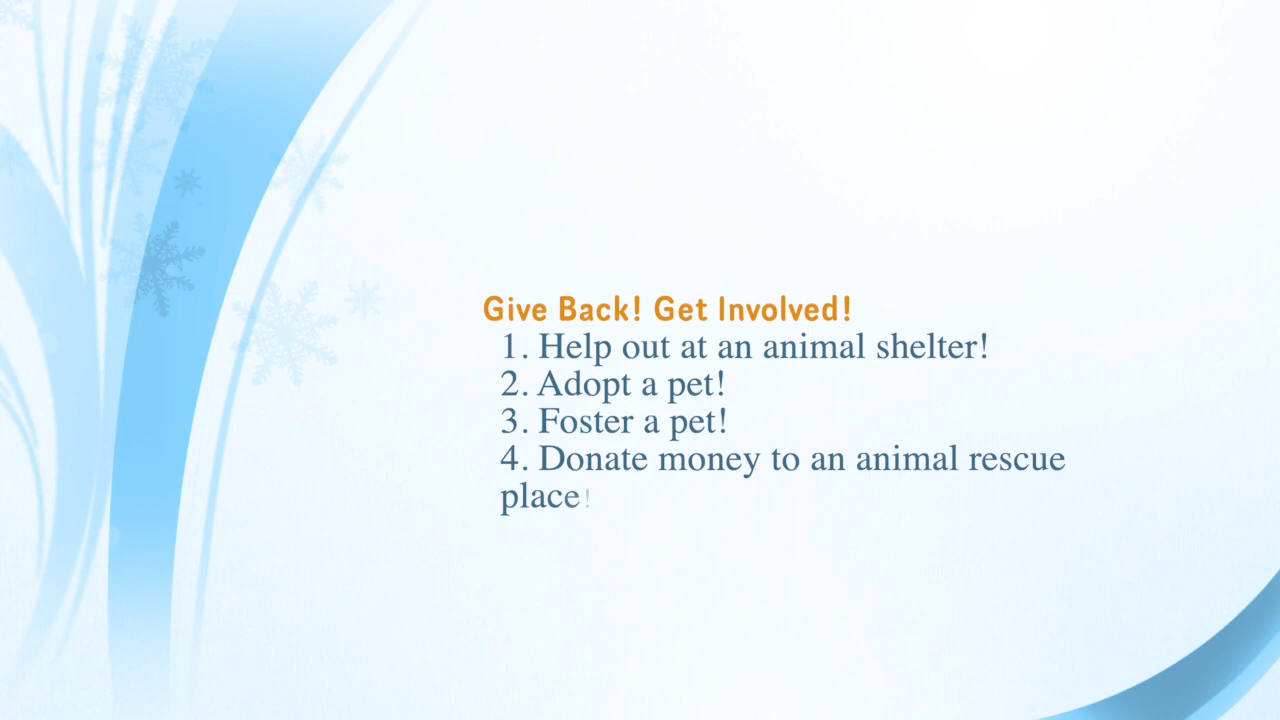 Give Back! Get Involved!
1. Help out at an animal shelter!
2. Adopt a pet!
3. Foster a pet!
4. Donate money to an animal rescue
place!